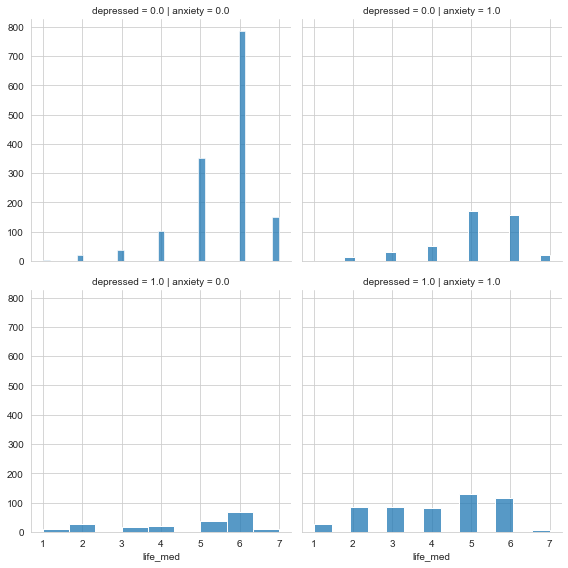 depressed = 0.0 | anxiety = 0.0
depressed = 0.0 | anxiety = 1.0
800
700
600
500
400
300
200
100
0
depressed = 1.0 | anxiety = 0.0
depressed = 1.0 | anxiety = 1.0
800
700
600
500
400
300
200
100
0
1 2 3 4 5 6 7
1 2 3 4 5 6 7
life_med
life_med